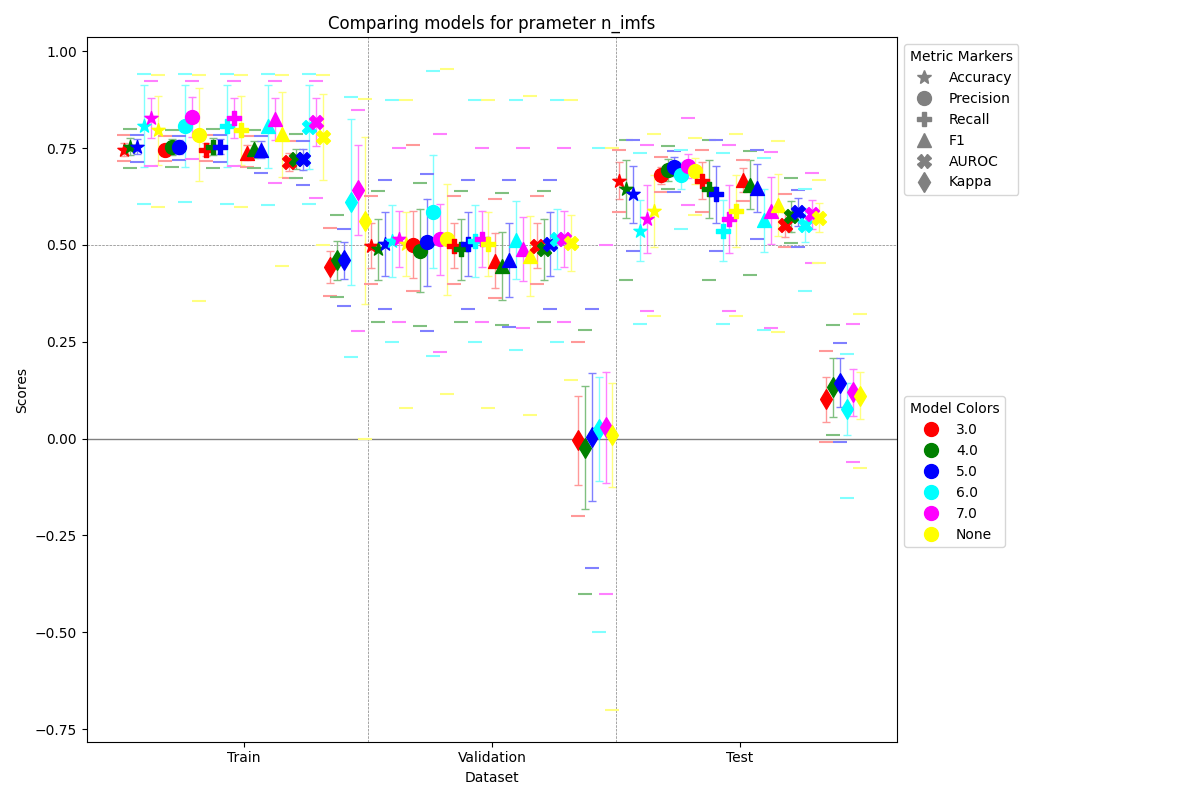 Comparing models for prameter n_imfs
Metric Markers
Accuracy
Precision
Recall
F1
AUROC
Kappa
Model Colors
3.0
4.0
5.0
6.0
7.0
None
Scores
1.00
0.75
0.50
0.25
0.00
−0.25
−0.50
−0.75
Train
Validation
Test
Dataset